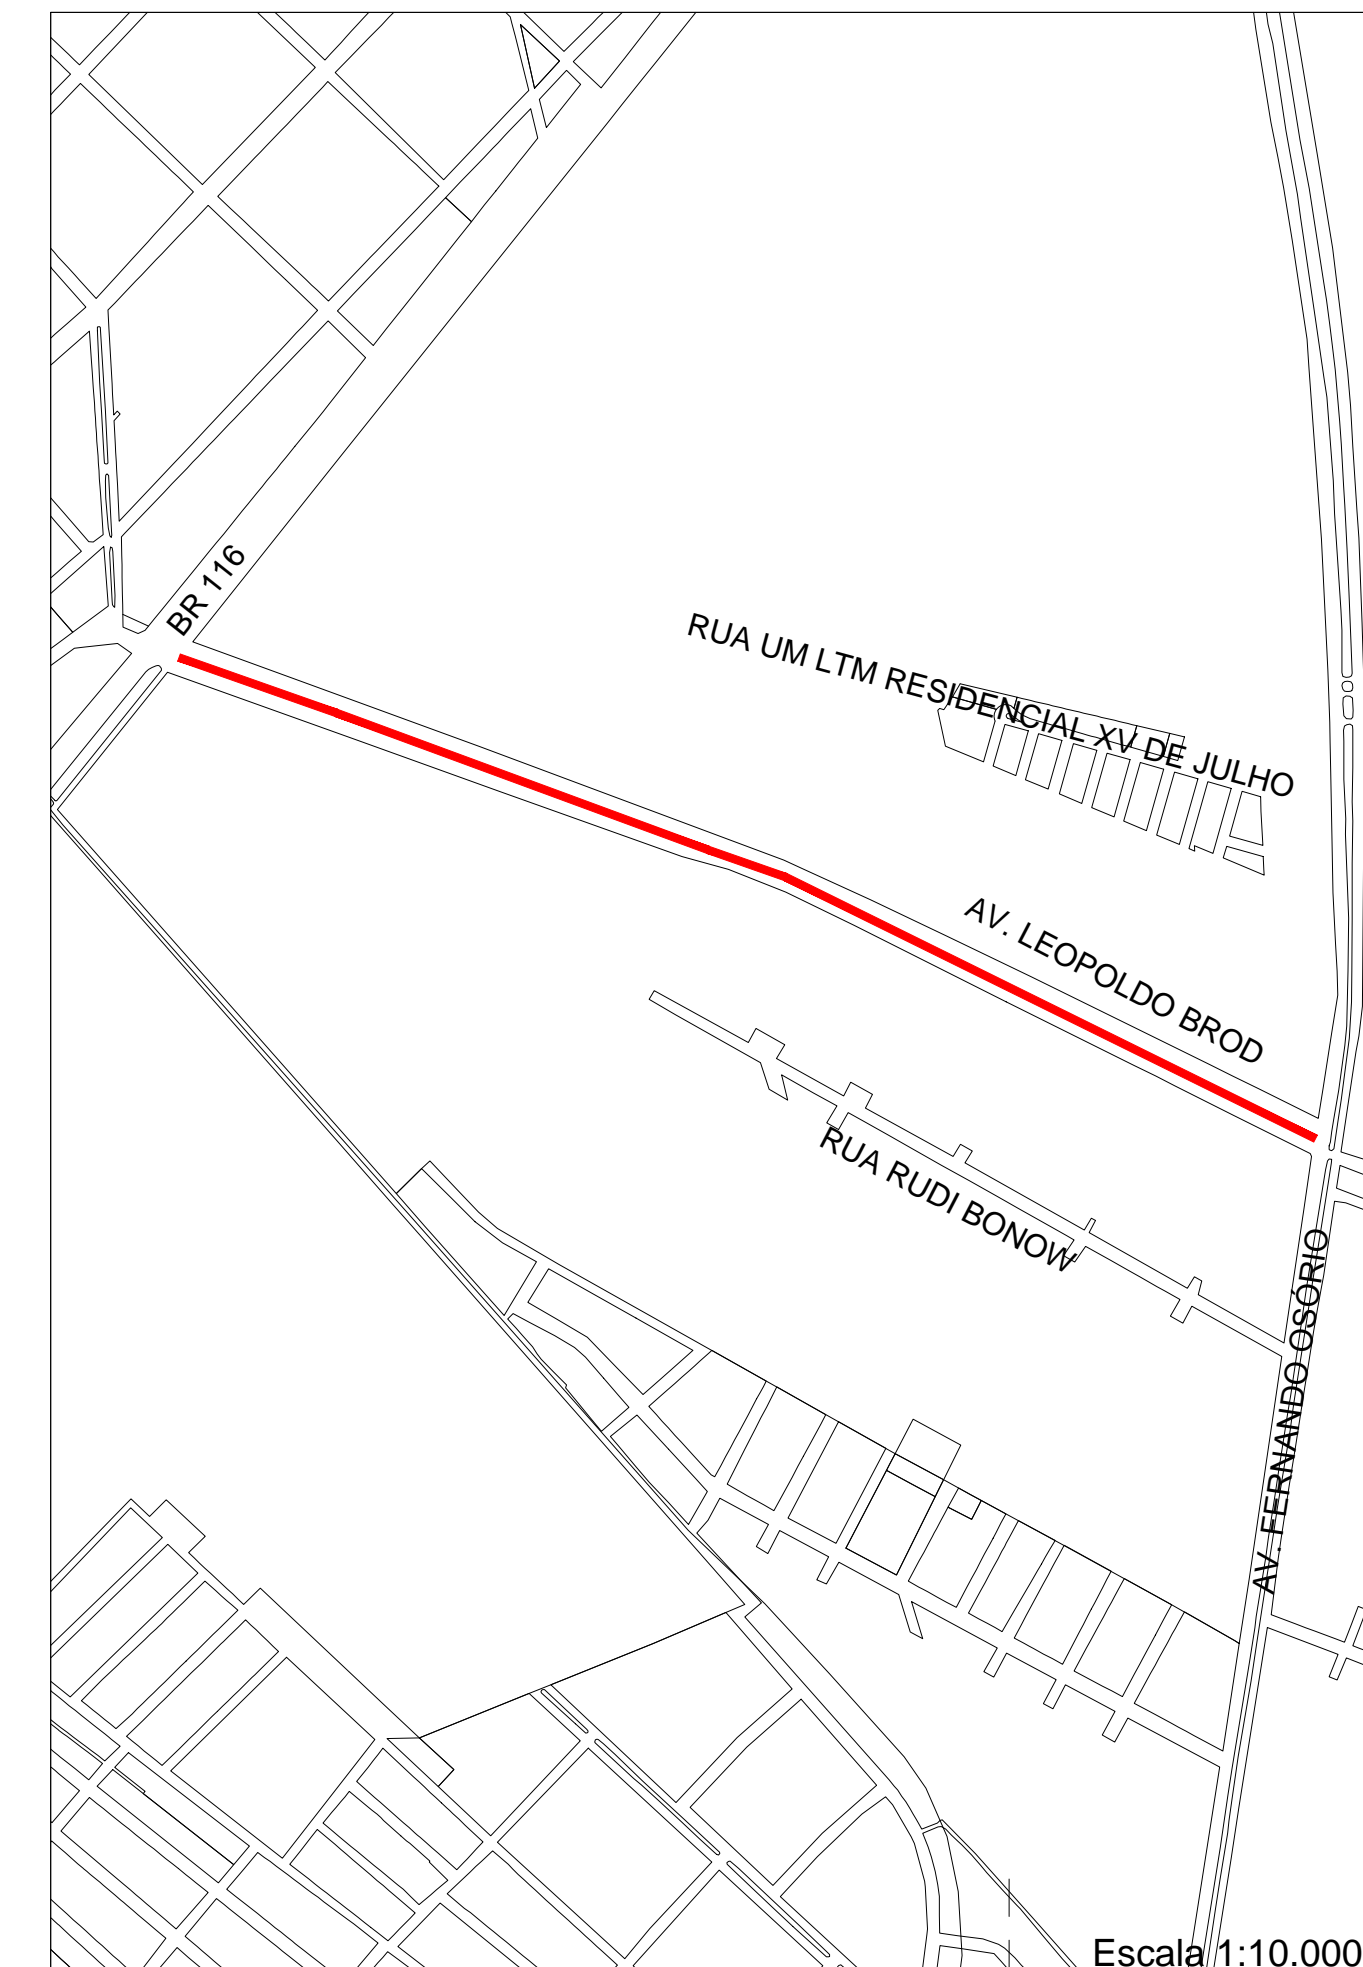 BR 116
RUA UM LTM RESIDENCIAL XV DE JULHO
AV. LEOPOLDO BROD
RUA RUDI BONOW
AV. FERNANDO OSÓRIO
Escala 1:10.000